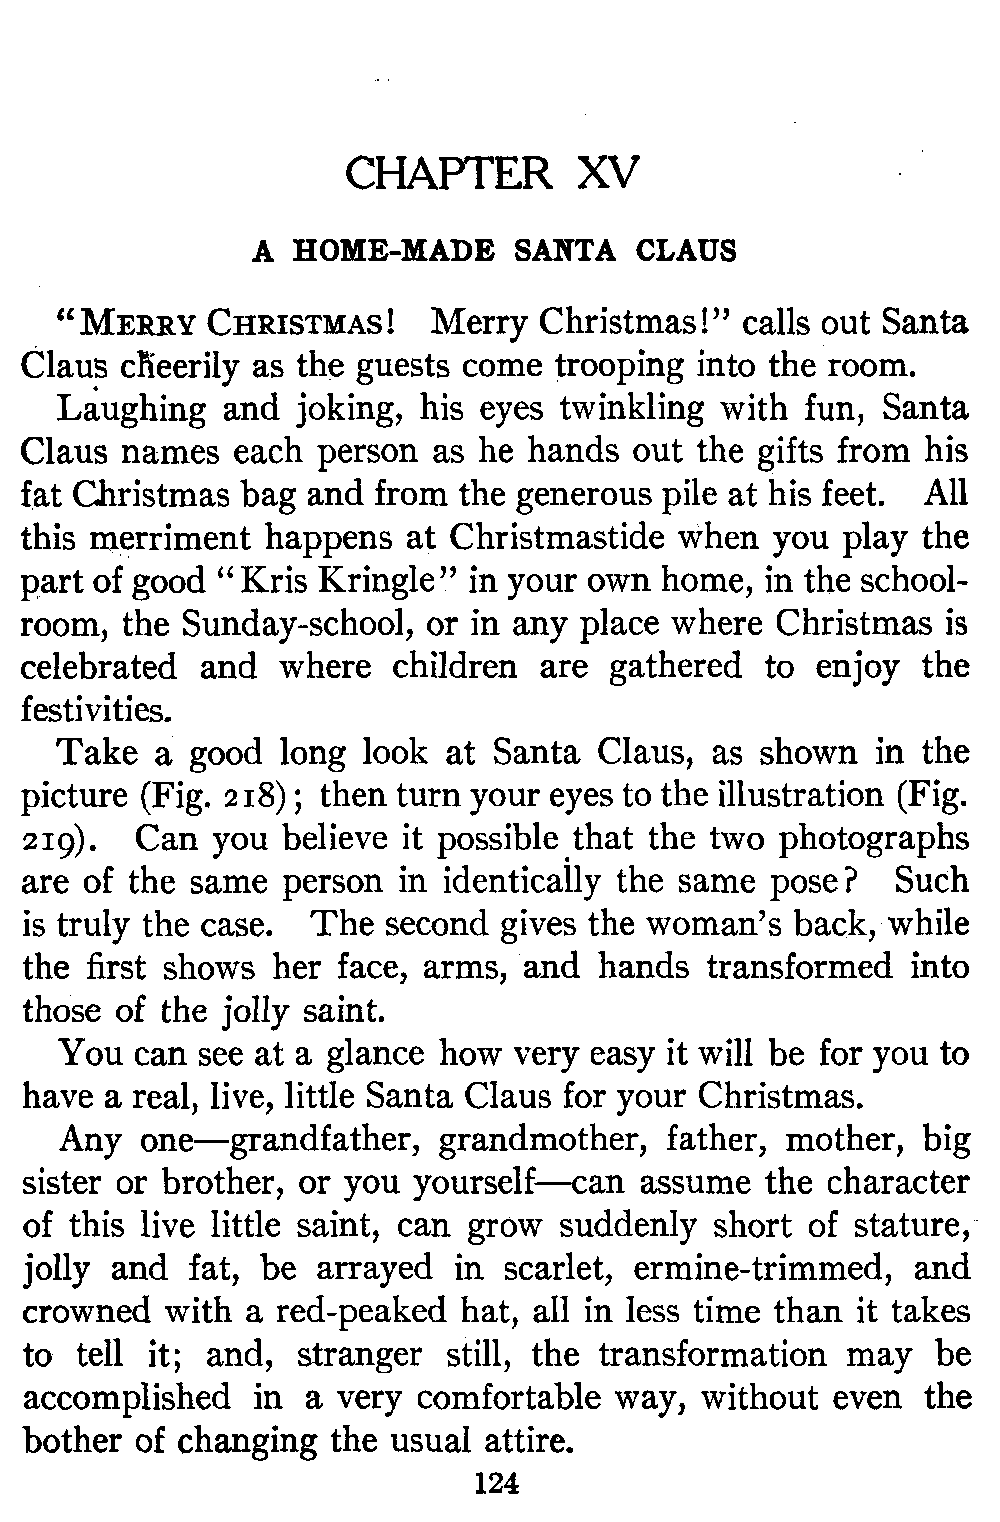 CHAPTER XV
A HOME-MADE SANTA CLAUS
"MERRY CHRISTMAS! Merry Christmas!" calls out Santa
Claus cheerily as the guests come trooping into the room.
Laughing and joking, his eyes twinkling with fun, Santa
Claus names each person as he hands out the gifts from his
fat Christmas bag and from the generous pile at his feet. All
this merriment happens at Christmastide when you play the
part of good "Kris Kringle" in your own home, in the school-
room, the Sunday-school, or in any place where Christmas is
celebrated and where children are gathered to enjoy the
festivities.
Take a good long look at Santa Claus, as shown in the
picture (Fig. 218); then turn your eyes to the illustration (Fig.
219). Can you believe it possible that the two photographs
are of the same person in identically the same pose? Such
is truly the case. The second gives the woman's back, while
the first shows her face, arms, and hands transformed into
those of the jolly saint.
You can see at a glance how very easy it will be for you to
have a real, live, little Santa Claus for your Christmas.
Any one—grandfather, grandmother, father, mother, big
sister or brother, or you yourself—can assume the character
of this live little saint, can grow suddenly short of stature,
jolly and fat, be arrayed in scarlet, ermine-trimmed, and
crowned with a red-peaked hat, all in less time than it takes
to tell it; and, stranger still, the transformation may be
accomplished in a very comfortable way, without even the
bother of changing the usual attire.
124